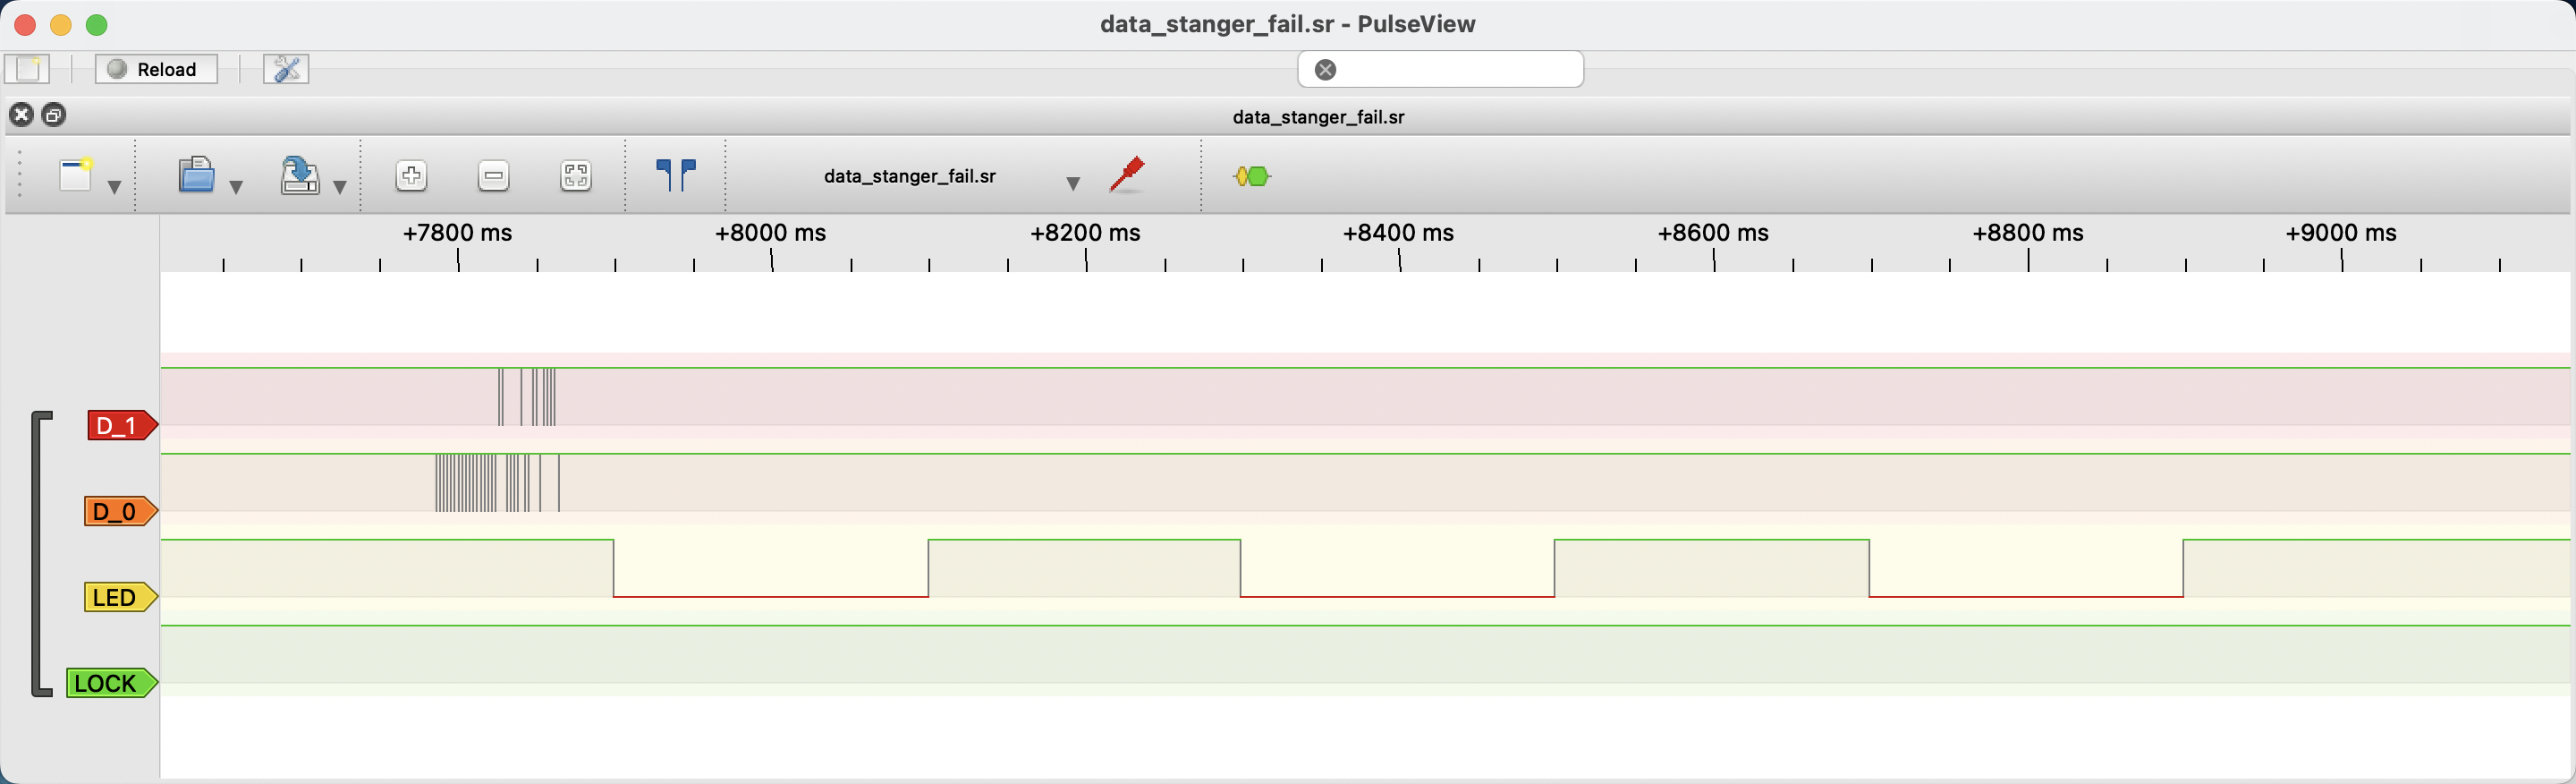 data_stanger_fail.sr - PulseView
Reload
data_stanger_fail.sr
data_stanger_fail.sr
+7800 ms +8000 ms +8200 ms +8400 ms +8600 ms +8800 ms +9000 ms
D_1
D_0
LED
LOCK